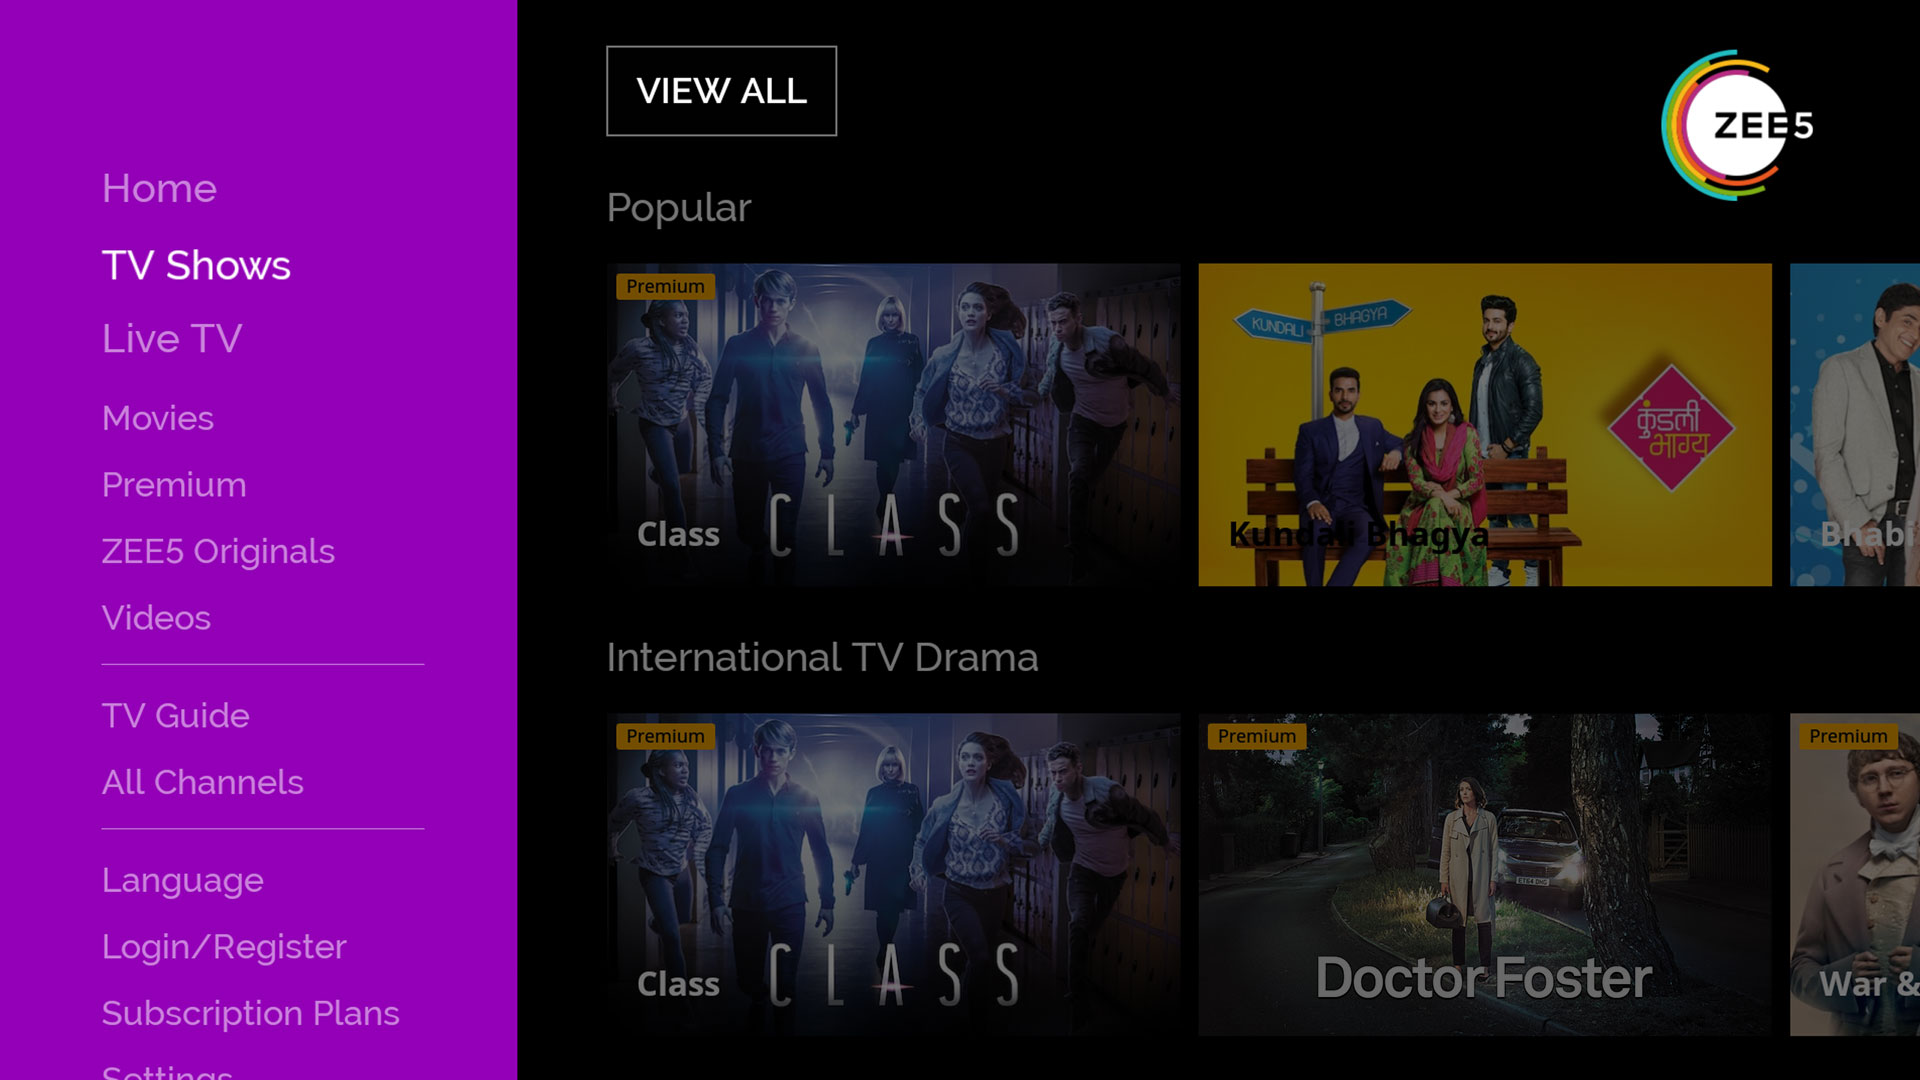 Home
TV Shows
Live TV
Movies
Premium
ZEE5 Originals
Videos
TV Guide
All Channels
Language
Login/Register
Subscription Plans
Settings
VIEW ALL
ZEE5
Popular
Premium
CLASS
Class
KUNDALI BHAGYA
कुंडली
भाग्य
Kundali Bhagya
Bhabi
International TV Drama
Premium
CLASS
Class
Premium
Doctor Foster
Premium
War &